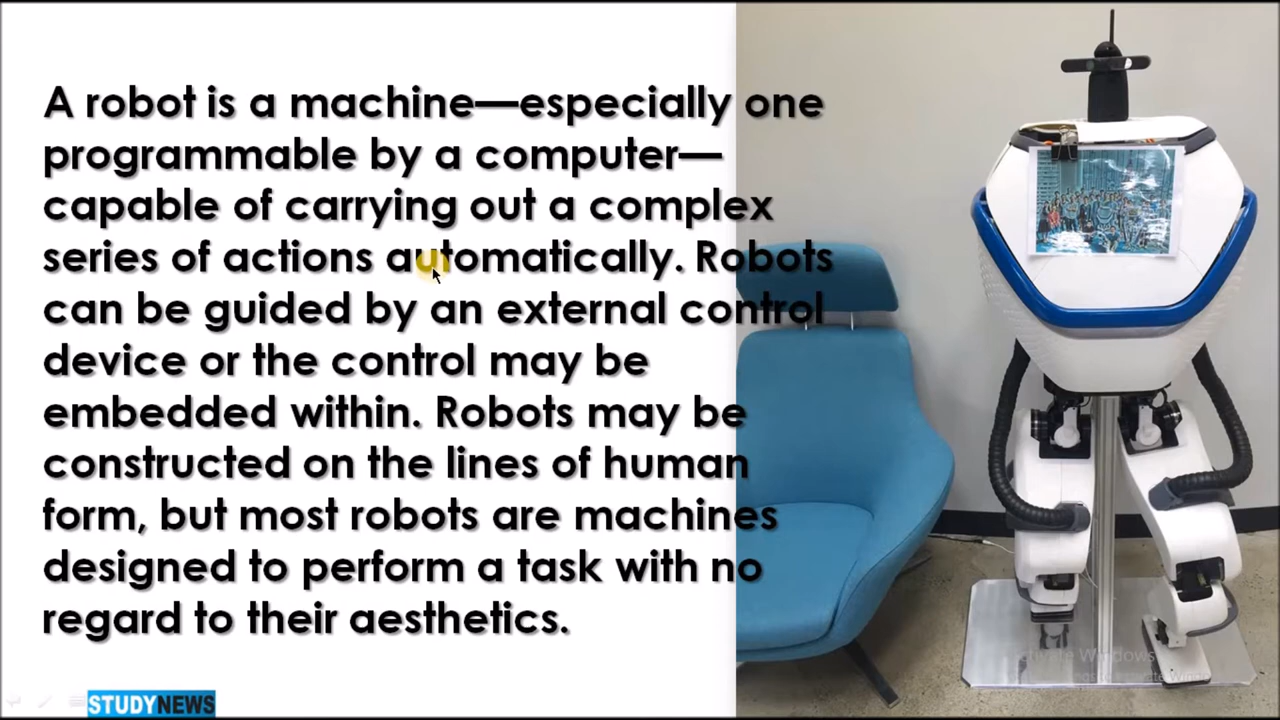 A robot is a machine—especially one
programmable by a computer—
capable of carrying out a complex
series of actions automatically. Robots
can be guided by an external control
device or the control may be
embedded within. Robots may be
constructed on the lines of human
form, but most robots are machines
designed to perform a task with no
regard to their aesthetics.
Activate Windows
STUDYNEWS